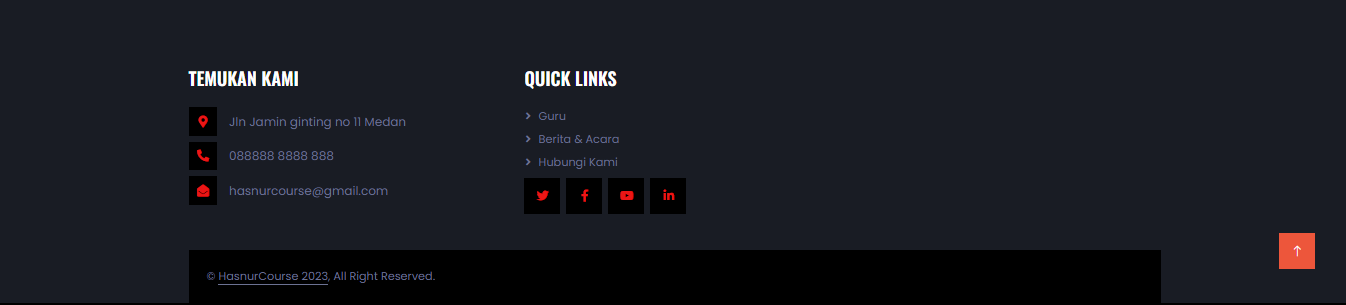 TEMUKAN KAMI
Jln Jamin ginting no 11 Medan
088888 8888 888
hasnurcourse@gmail.com
QUICK LINKS
Guru
Berita & Acara
Hubungi Kami
© HasnurCourse 2023, All Right Reserved.